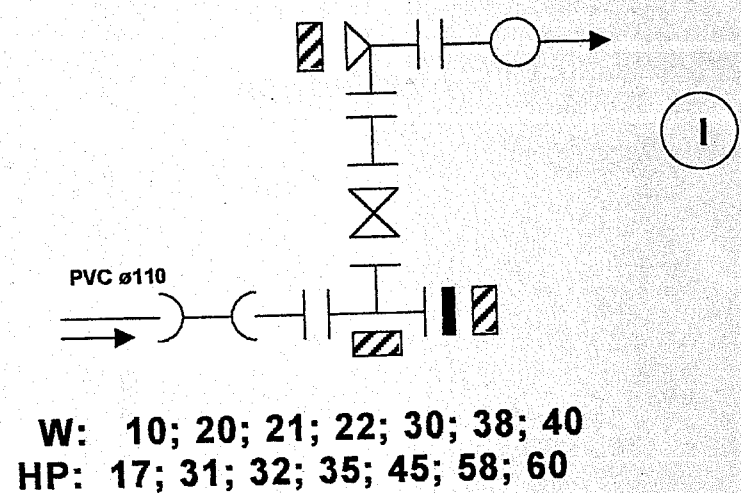 I
PVC ø110
W: 10; 20; 21; 22; 30; 38; 40
HP: 17; 31; 32; 35; 45; 58; 60